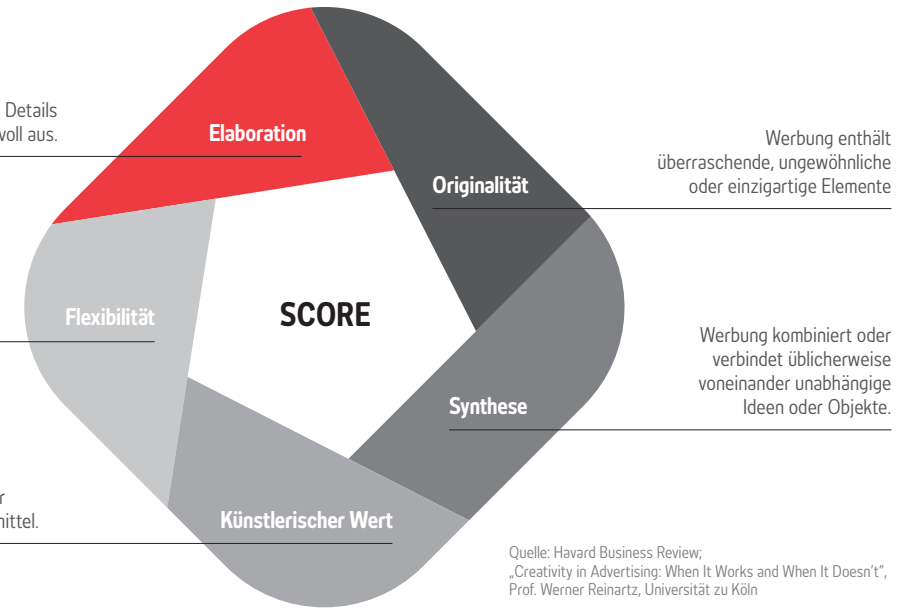 Details
voll aus.
Elaboration
Originalität
Werbung enthält
überraschende, ungewöhnliche
oder einzigartige Elemente
Flexibilität
SCORE
Werbung kombiniert oder
verbindet üblicherweise
voneinander unabhängige
Ideen oder Objekte.
Synthese
Künstlerischer Wert
Quelle: Havard Business Review;
„Creativity in Advertising: When It Works and When It Doesn't“,
Prof. Werner Reinartz, Universität zu Köln